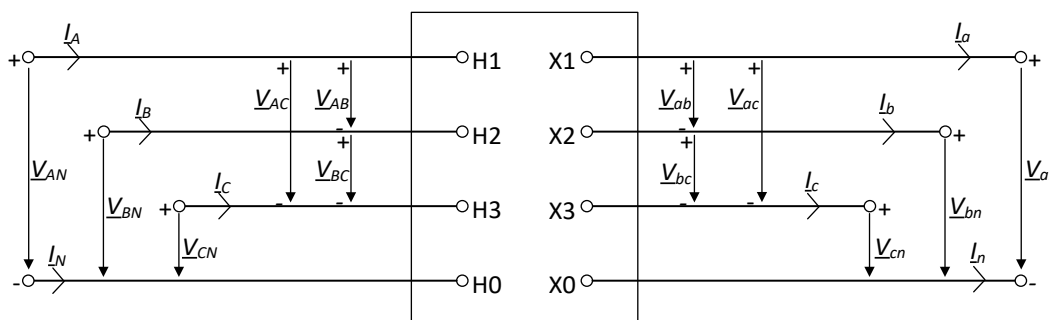 I_A I_a
+ + H1 X1 + + +
+ +
V_AC V_AB V_ab V_ac
I_B I_b
+ - H2 X2 - +
+ +
V_AN V_BC V_bc V_a
I_C I_c
V_BN + - - H3 X3 - - + V_bn
V_CN V_cn
I_N I_n
- H0 X0 -